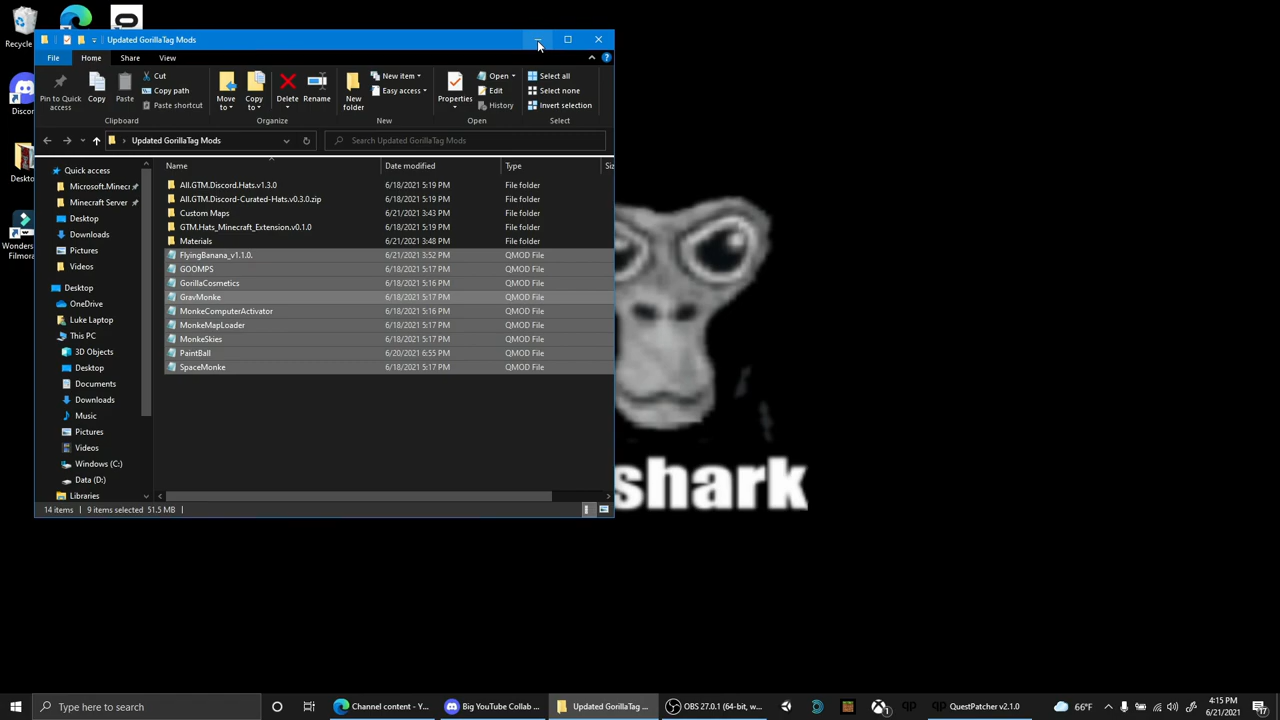 Recycle
Updated GorillaTag Mods
File Home Share View
Pin to Quick access
Copy
Paste
Cut
Copy path
Paste shortcut
Move to
Copy to
Delete
Rename
New folder
New item
Easy access
Properties
Open
Edit
History
Select all
Select none
Invert selection
Clipboard Organize New Open Select
Updated GorillaTag Mods Search Updated GorillaTag Mods
Discor
Deskto
Wonders
Filmora
Quick access
Microsoft.Minecr
Minecraft Server
Desktop
Downloads
Pictures
Videos
Desktop
OneDrive
Luke Laptop
This PC
3D Objects
Desktop
Documents
Downloads
Music
Pictures
Videos
Windows (C:)
Data (D:)
Libraries
Name Date modified Type Si
All.GTM.Discord.Hats.v1.3.0 6/18/2021 5:19 PM File folder
All.GTM.Discord-Curated-Hats.v0.3.0.zip 6/18/2021 5:19 PM File folder
Custom Maps 6/21/2021 3:43 PM File folder
GTM.Hats_Minecraft_Extension.v0.1.0 6/18/2021 5:19 PM File folder
Materials 6/21/2021 3:48 PM File folder
FlyingBanana_v1.1.0. 6/21/2021 3:52 PM QMOD File
GOOMPS 6/18/2021 5:17 PM QMOD File
GorillaCosmetics 6/18/2021 5:16 PM QMOD File
GravMonke 6/18/2021 5:17 PM QMOD File
MonkeComputerActivator 6/18/2021 5:16 PM QMOD File
MonkeMapLoader 6/18/2021 5:17 PM QMOD File
MonkeSkies 6/18/2021 5:17 PM QMOD File
PaintBall 6/20/2021 6:55 PM QMOD File
SpaceMonke 6/18/2021 5:17 PM QMOD File
14 items 9 items selected 51.5 MB
shark
Type here to search
Channel content - Y...
Big YouTube Collab ...
Updated GorillaTag ...
OBS 27.0.1 (64-bit, w...
qp
qp
QuestPatcher v2.1.0
66°F
4:15 PM
6/21/2021
17